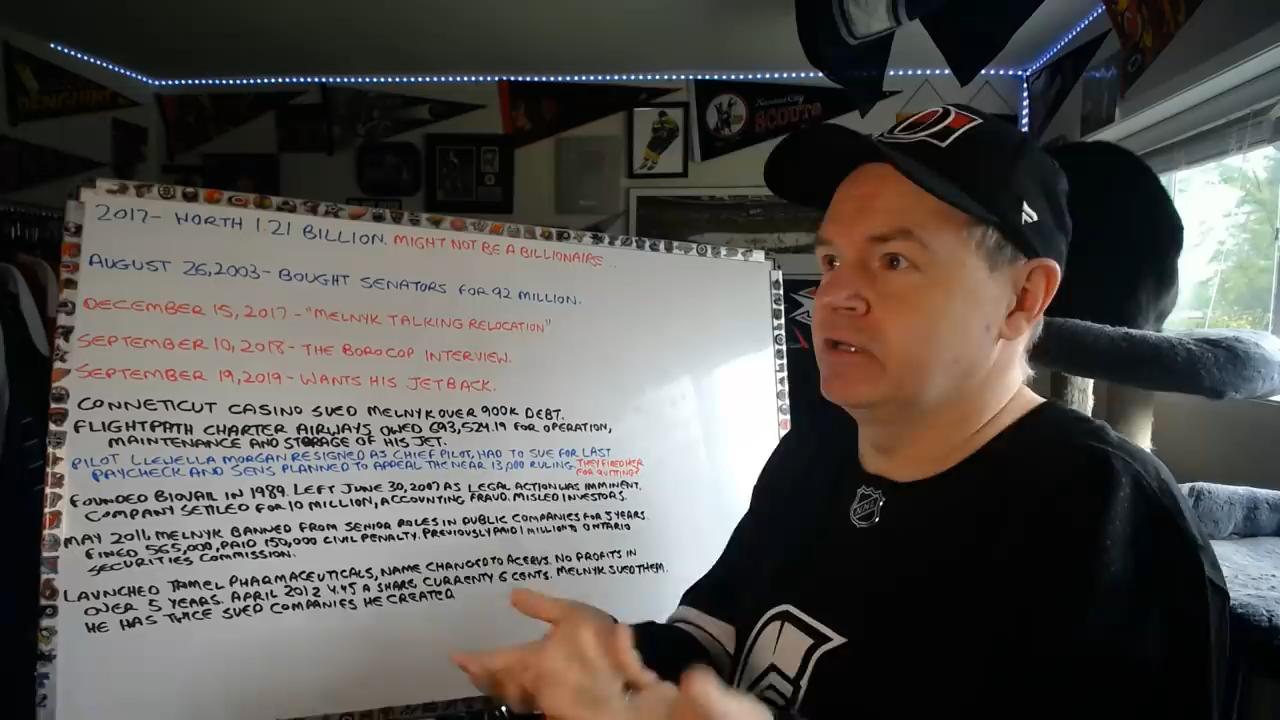 PENGUINS
Kansas City
SCOUTS
2017- WORTH 1.21 BILLION. MIGHT NOT BE A BILLIONAIRE..
AUGUST 26,2003- BOUGHT SENATORS FOR 92 MILLION.
DECEMBER 15, 2017 - "MELNYK TALKING RELOCATION"
SEPTEMBER 10, 2018- THE BOROCOP INTERVIEW.
SEPTEMBER 19, 2019- WANTS HIS JET BACK.
CONNETICUT CASINO SUED MELNYK OVER 900K DEBT.
FLIGHTPATH CHARTER AIRWAYS OWED 693,524.19 FOR OPERATION,
MAINTENANCE AND STORAGE OF HIS JET.
PILOT LLEWELLA MORGAN RESIGNED AS CHIEF PILOT, HAD TO SUE FOR LAST
PAYCHECK AND SENS PLANNED TO APPEAL THE NEAR 13,000 RULING. THEY FIRED HER
FOR QUITTING?
FOUNDED BIOVAIL IN 1989. LEFT JUNE 30, 2007 AS LEGAL ACTION WAS IMMINENT.
COMPANY SETTLED FOR 10 MILLION, ACCOUNTING FRAUD. MISLED INVESTORS.
MAY 2011, MELNYK BANNED FROM SENIOR ROLES IN PUBLIC COMPANIES FOR 5 YEARS.
FINED 565,000, PAID 150,000 CIVIL PENALTY. PREVIOUSLY PAID 1 MILLION TO ONTARIO
SECURITIES COMMISSION.
LAUNCHED TRIMEL PHARMACEUTICALS, NAME CHANGED TO ACERUS. NO PROFITS IN
OVER 5 YEARS. APRIL 2012 4.45 A SHARE CURRENTY 6 CENTS. MELNYK SUED THEM.
HE HAS TWICE SUED COMPANIES HE CREATED
NHL